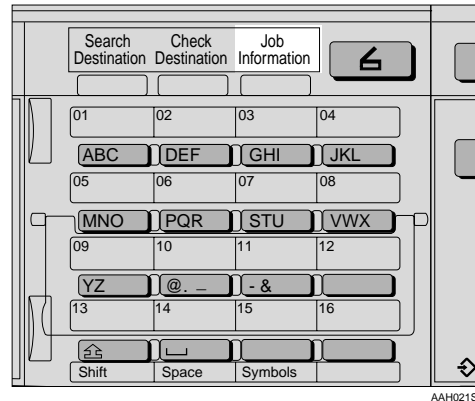 Search Destination Check Destination Job Information
01 02 03 04
ABC DEF GHI JKL
05 06 07 08
MNO PQR STU VWX
09 10 11 12
YZ @. _ - &
13 14 15 16
Shift Space Symbols
AAH021S